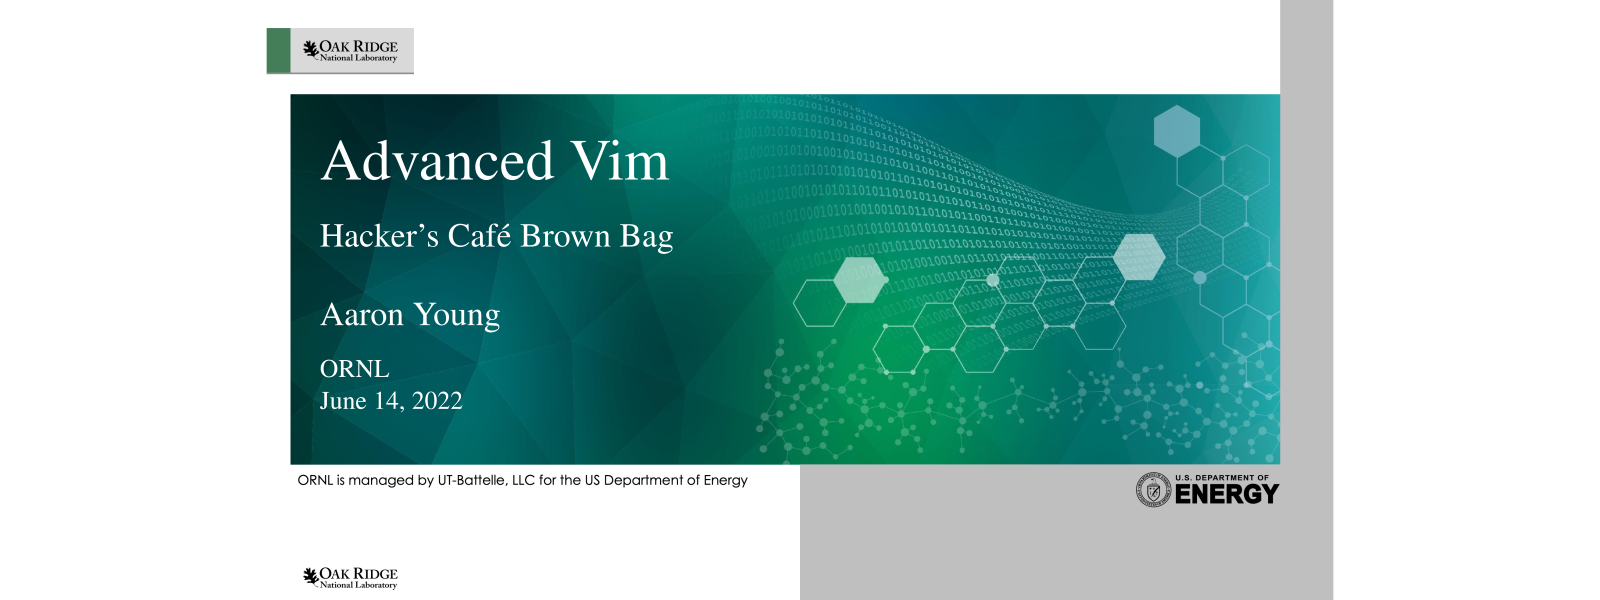 OAK RIDGE
National Laboratory
Advanced Vim
Hacker's Café Brown Bag
Aaron Young
ORNL
June 14, 2022
ORNL is managed by UT-Battelle, LLC for the US Department of Energy
U.S. DEPARTMENT OF
ENERGY
OAK RIDGE
National Laboratory